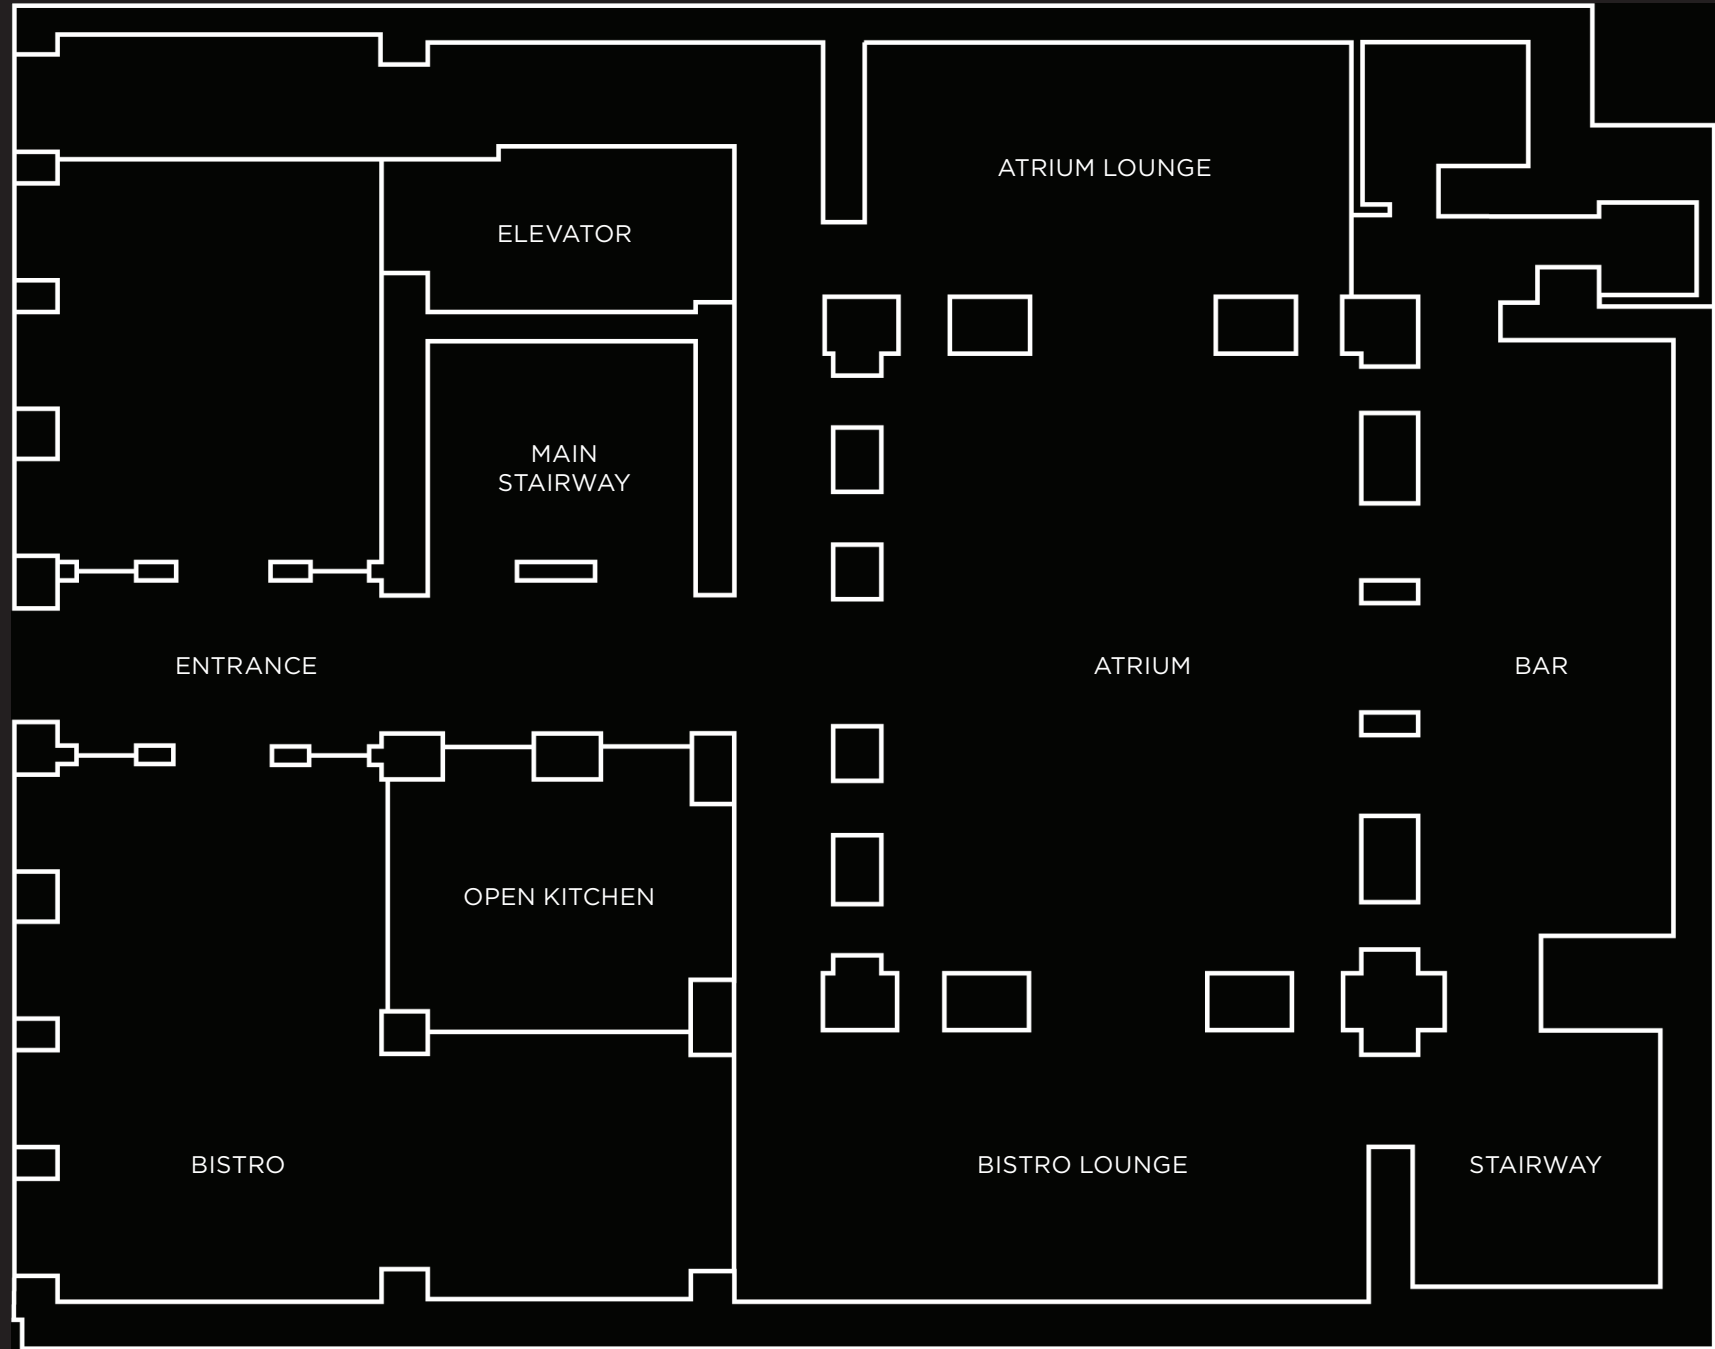 ATRIUM LOUNGE
ELEVATOR
MAIN
STAIRWAY
ENTRANCE
ATRIUM
BAR
OPEN KITCHEN
BISTRO
BISTRO LOUNGE
STAIRWAY